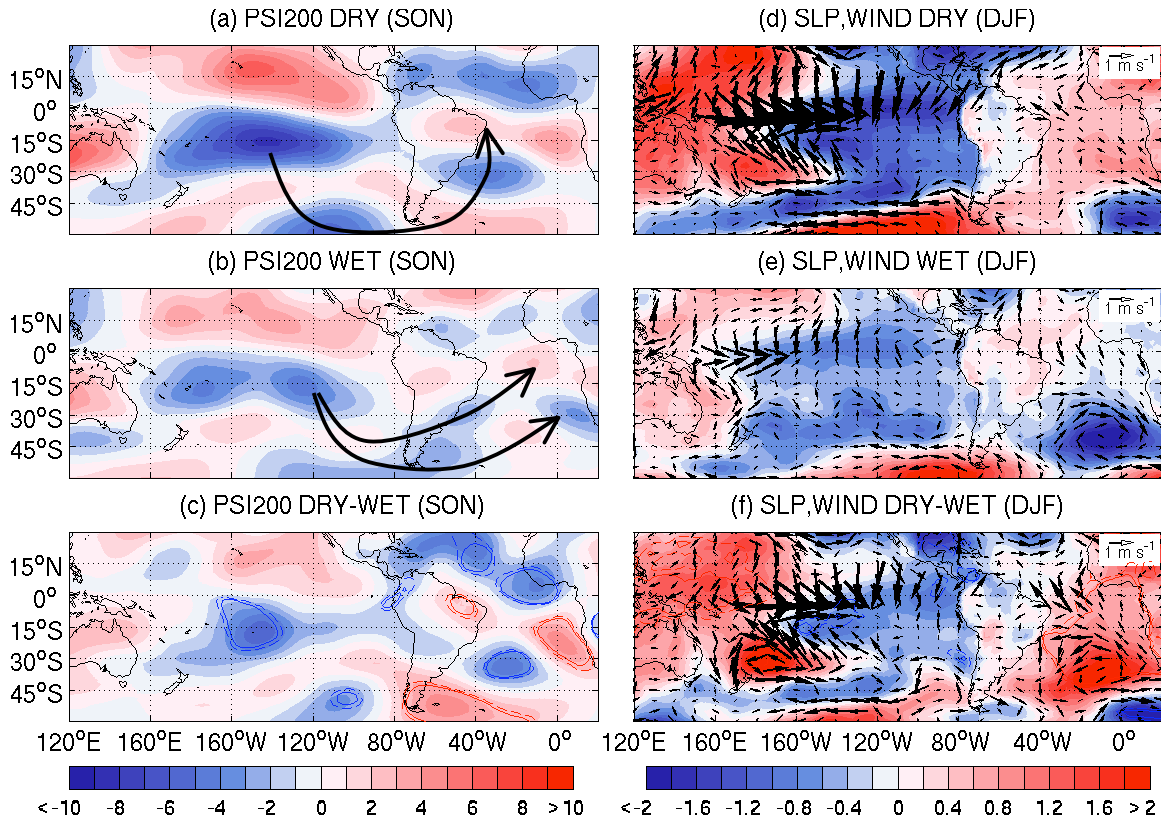 (a) PSI200 DRY (SON)
15°N
0°
15°S
30°S
45°S
(b) PSI200 WET (SON)
15°N
0°
15°S
30°S
45°S
(c) PSI200 DRY-WET (SON)
15°N
0°
15°S
30°S
45°S
120°E 160°E 160°W 120°W 80°W 40°W 0°
<-10 -8 -6 -4 -2 0 2 4 6 8 >10
(d) SLP,WIND DRY (DJF)
1 m s-1
(e) SLP,WIND WET (DJF)
1 m s-1
(f) SLP,WIND DRY-WET (DJF)
1 m s-1
120°E 160°E 160°W 120°W 80°W 40°W 0°
<-2 -1.6 -1.2 -0.8 -0.4 0 0.4 0.8 1.2 1.6 >2